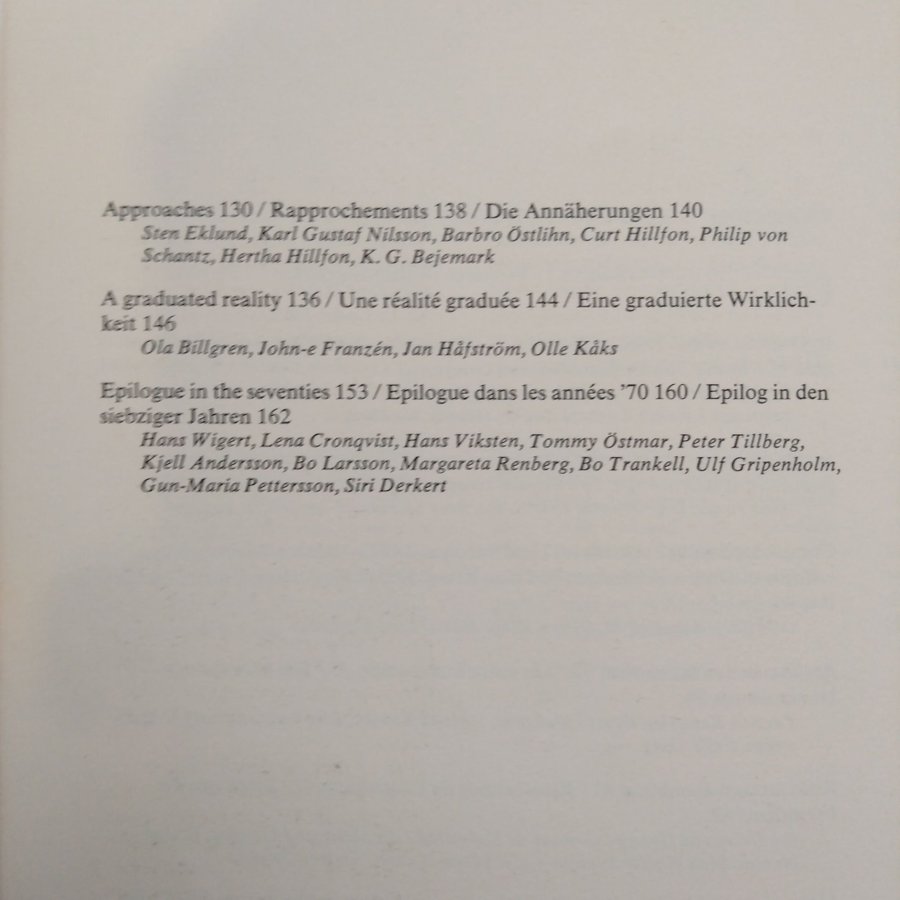 Approaches 130 / Rapprochements 138 / Die Annäherungen 140
Sten Eklund, Karl Gustaf Nilsson, Barbro Östlihn, Curt Hillfon, Philip von
Schantz, Hertha Hillfon, K. G. Bejemark
A graduated reality 136 / Une réalité graduée 144 / Eine graduierte Wirklich-
keit 146
Ola Billgren, John-e Franzén, Jan Håfström, Olle Kåks
Epilogue in the seventies 153 / Epilogue dans les années ’70 160 / Epilog in den
siebziger Jahren 162
Hans Wigert, Lena Cronqvist, Hans Viksten, Tommy Östmar, Peter Tillberg,
Kjell Andersson, Bo Larsson, Margareta Renberg, Bo Trankell, Ulf Gripenholm,
Gun-Maria Pettersson, Siri Derkert